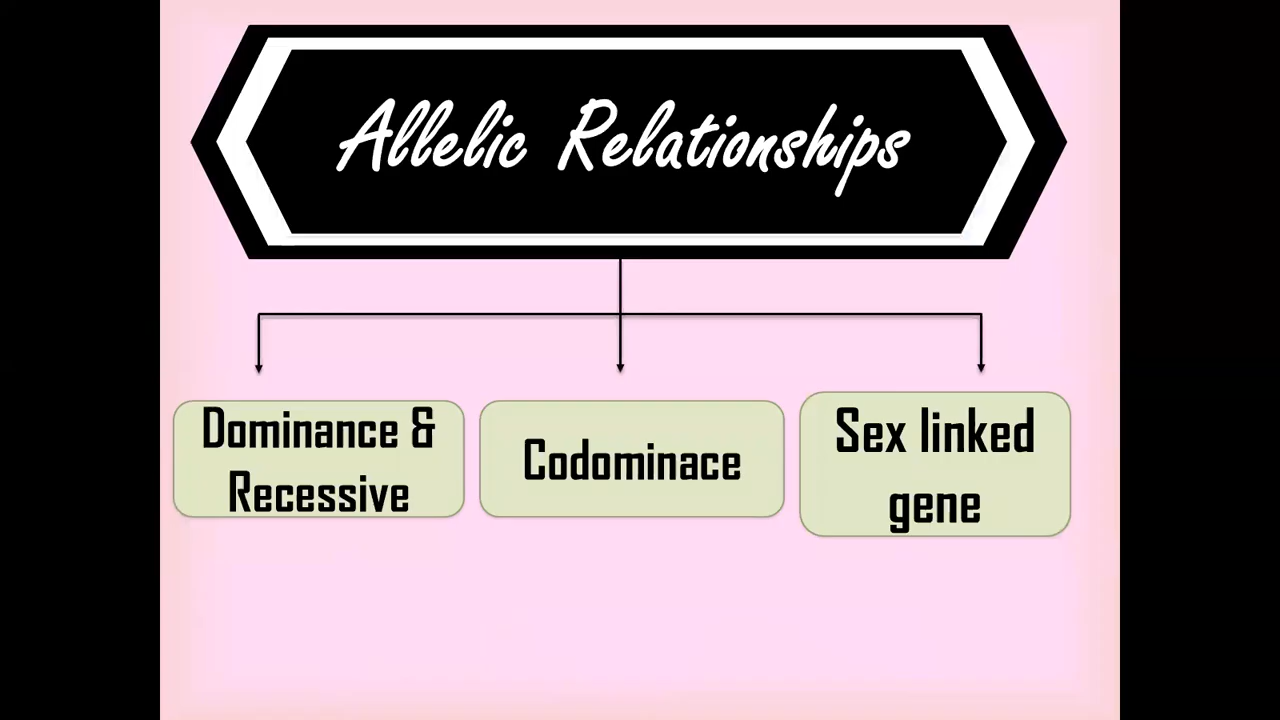 Allelic Relationships
Dominance &
Recessive
Codominace
Sex linked
gene